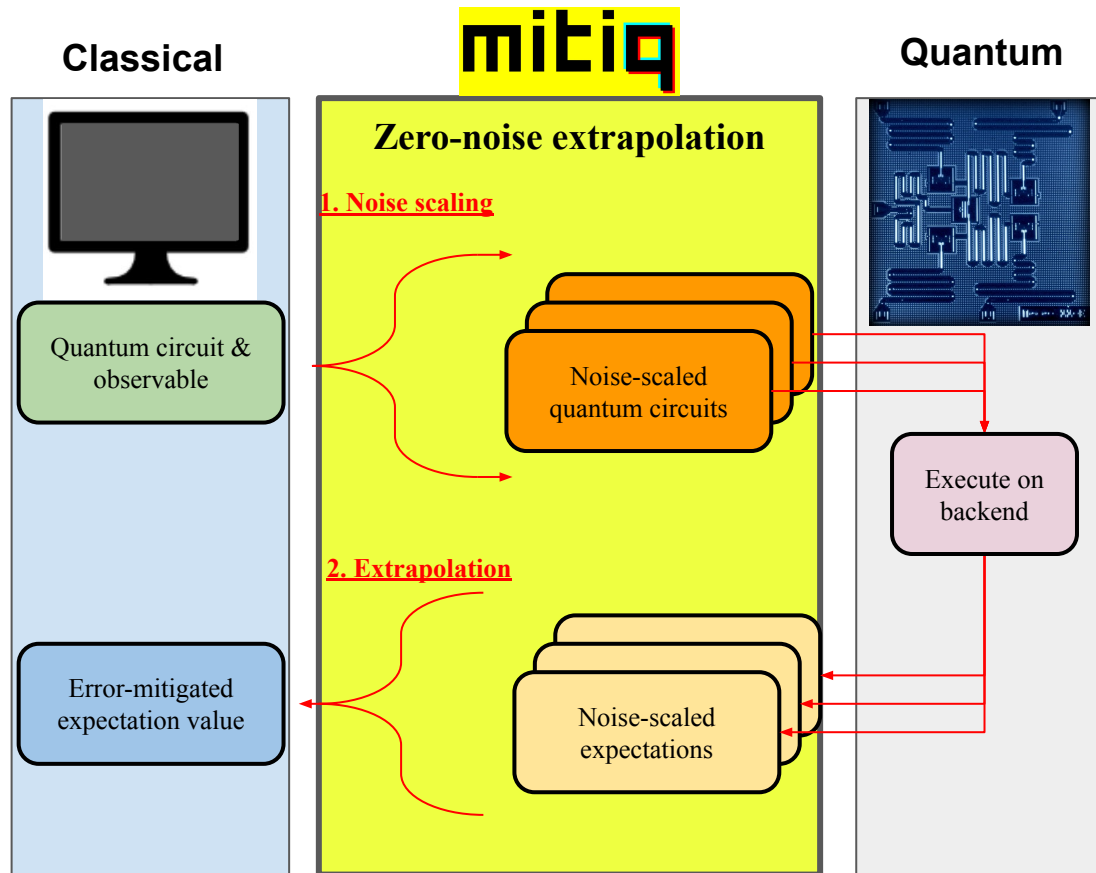 Classical
mitiq
Quantum
Zero-noise extrapolation
1. Noise scaling
Quantum circuit &
observable
Noise-scaled
quantum circuits
Execute on
backend
2. Extrapolation
Error-mitigated
expectation value
Noise-scaled
expectations